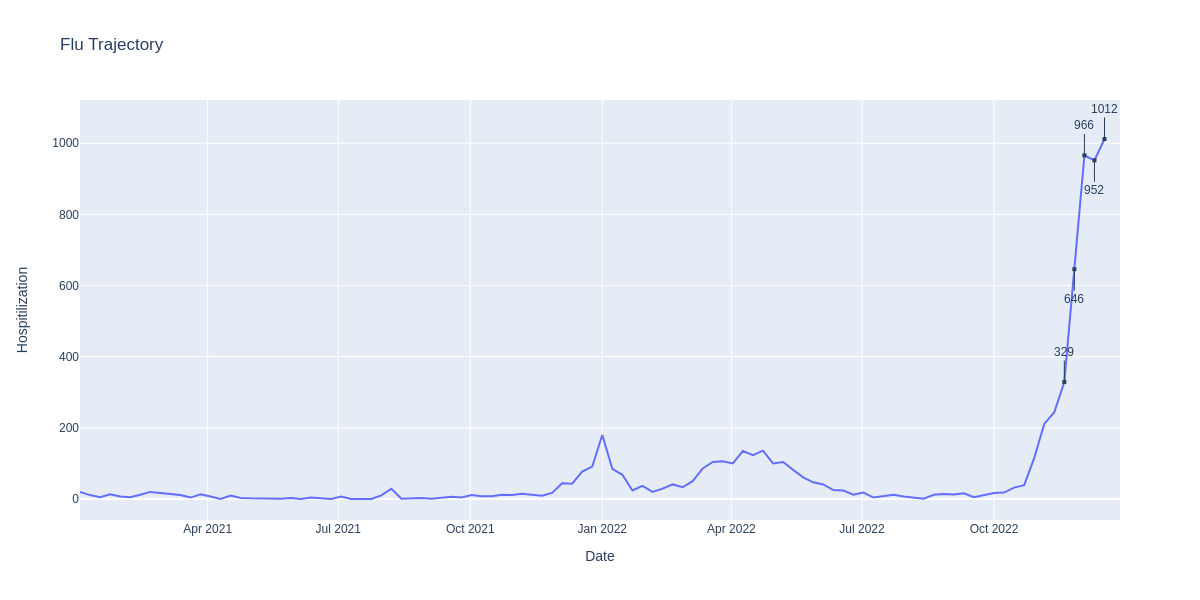 Flu Trajectory
1012
966
952
646
329
1000
800
600
400
200
0
Hospitilization
Apr 2021
Jul 2021
Oct 2021
Jan 2022
Apr 2022
Jul 2022
Oct 2022
Date